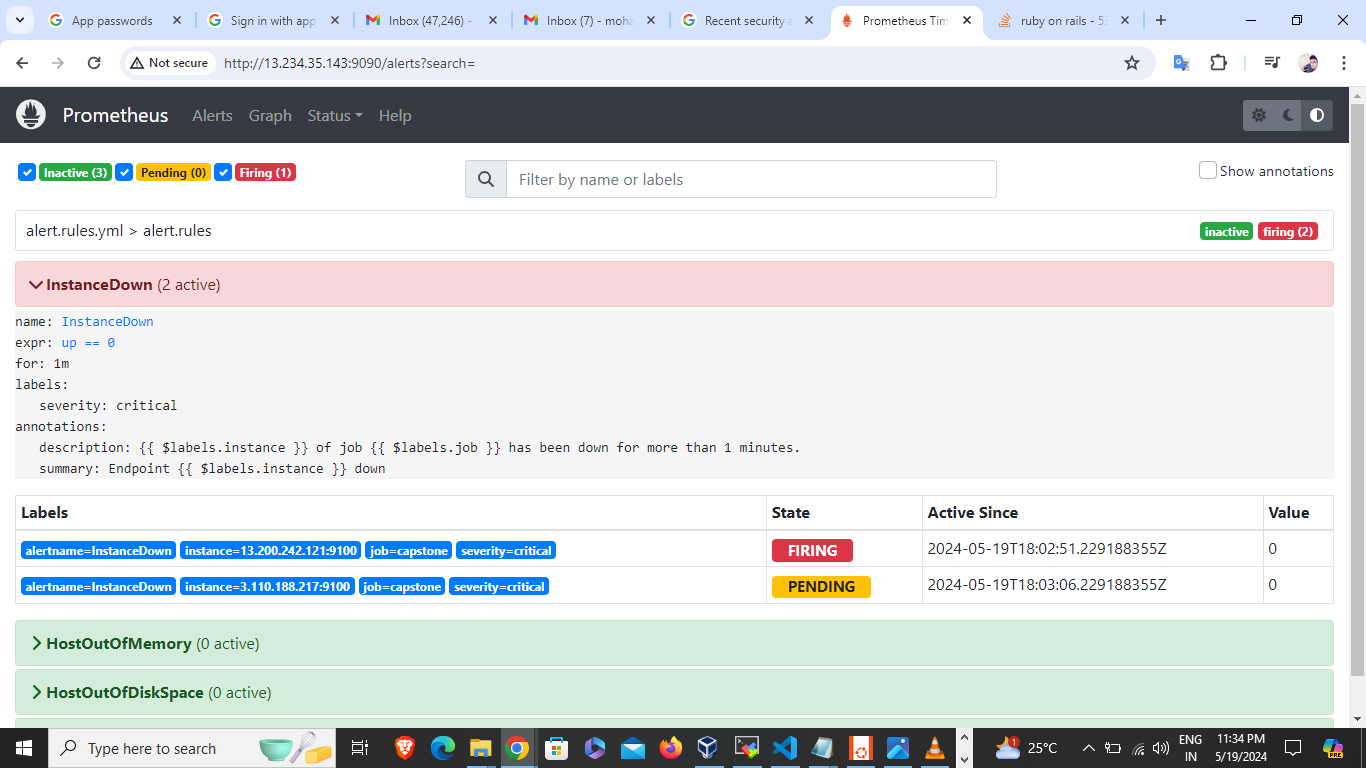 App passwords
Sign in with app
Inbox (47,246) -
Inbox (7) - moha
Recent security a
Prometheus Tim
ruby on rails - 53
Not secure
http://13.234.35.143:9090/alerts?search=
Prometheus
Alerts
Graph
Status
Help
Inactive (3)
Pending (0)
Firing (1)
Filter by name or labels
Show annotations
alert.rules.yml > alert.rules
inactive
firing (2)
InstanceDown (2 active)
name: InstanceDown
expr: up == 0
for: 1m
labels:
severity: critical
annotations:
description: {{ $labels.instance }} of job {{ $labels.job }} has been down for more than 1 minutes.
summary: Endpoint {{ $labels.instance }} down
Labels
State
Active Since
Value
alertname=InstanceDown instance=13.200.242.121:9100 job=capstone severity=critical
FIRING
2024-05-19T18:02:51.229188355Z
0
alertname=InstanceDown instance=3.110.188.217:9100 job=capstone severity=critical
PENDING
2024-05-19T18:03:06.229188355Z
0
HostOutOfMemory (0 active)
HostOutOfDiskSpace (0 active)
Type here to search
1
25°C
ENG
IN
11:34 PM
5/19/2024
PRE